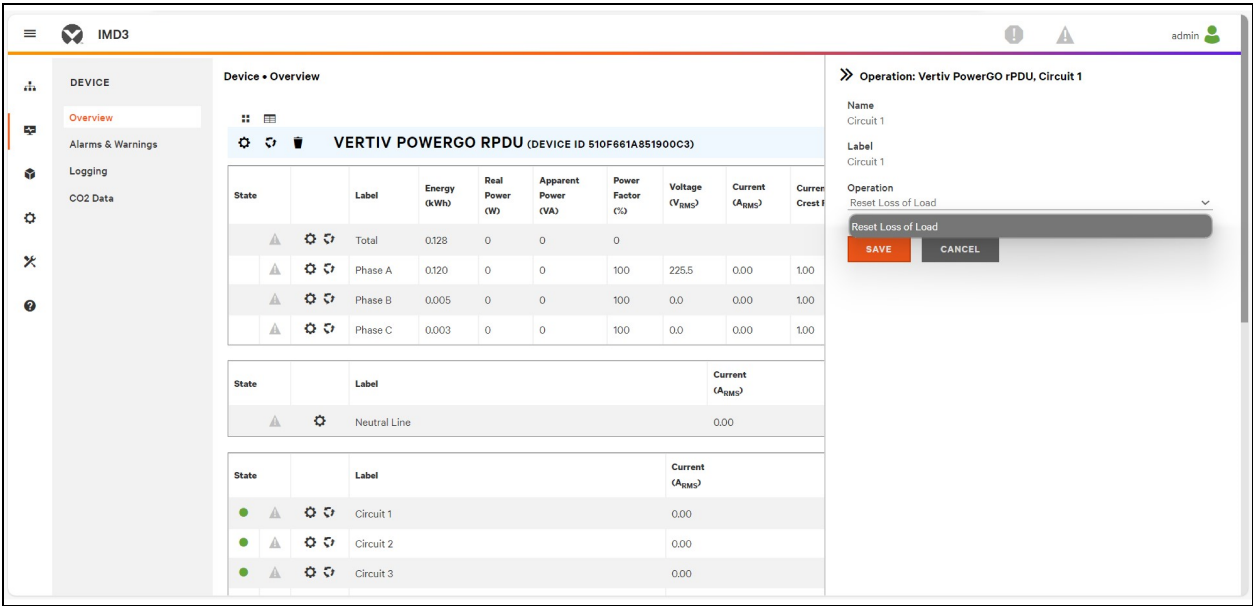 IMD3
admin
DEVICE
Overview
Alarms & Warnings
Logging
CO2 Data
Device • Overview
VERTIV POWERGO RPDU (DEVICE ID 510F661A851900C3)
State Label Energy (kWh) Real Power (W) Apparent Power (VA) Power Factor (%) Voltage (VRMS) Current (ARMS)
Total 0.128 0 0 0
Phase A 0.120 0 0 100 225.5 0.00 1.00
Phase B 0.005 0 0 100 0.0 0.00 1.00
Phase C 0.003 0 0 100 0.0 0.00 1.00
State Label Current (ARMS)
Neutral Line 0.00
State Label Current (ARMS)
Circuit 1 0.00
Circuit 2 0.00
Circuit 3 0.00
Operation: Vertiv PowerGO rPDU, Circuit 1
Name
Circuit 1
Label
Circuit 1
Operation
Reset Loss of Load
Reset Loss of Load
SAVE CANCEL